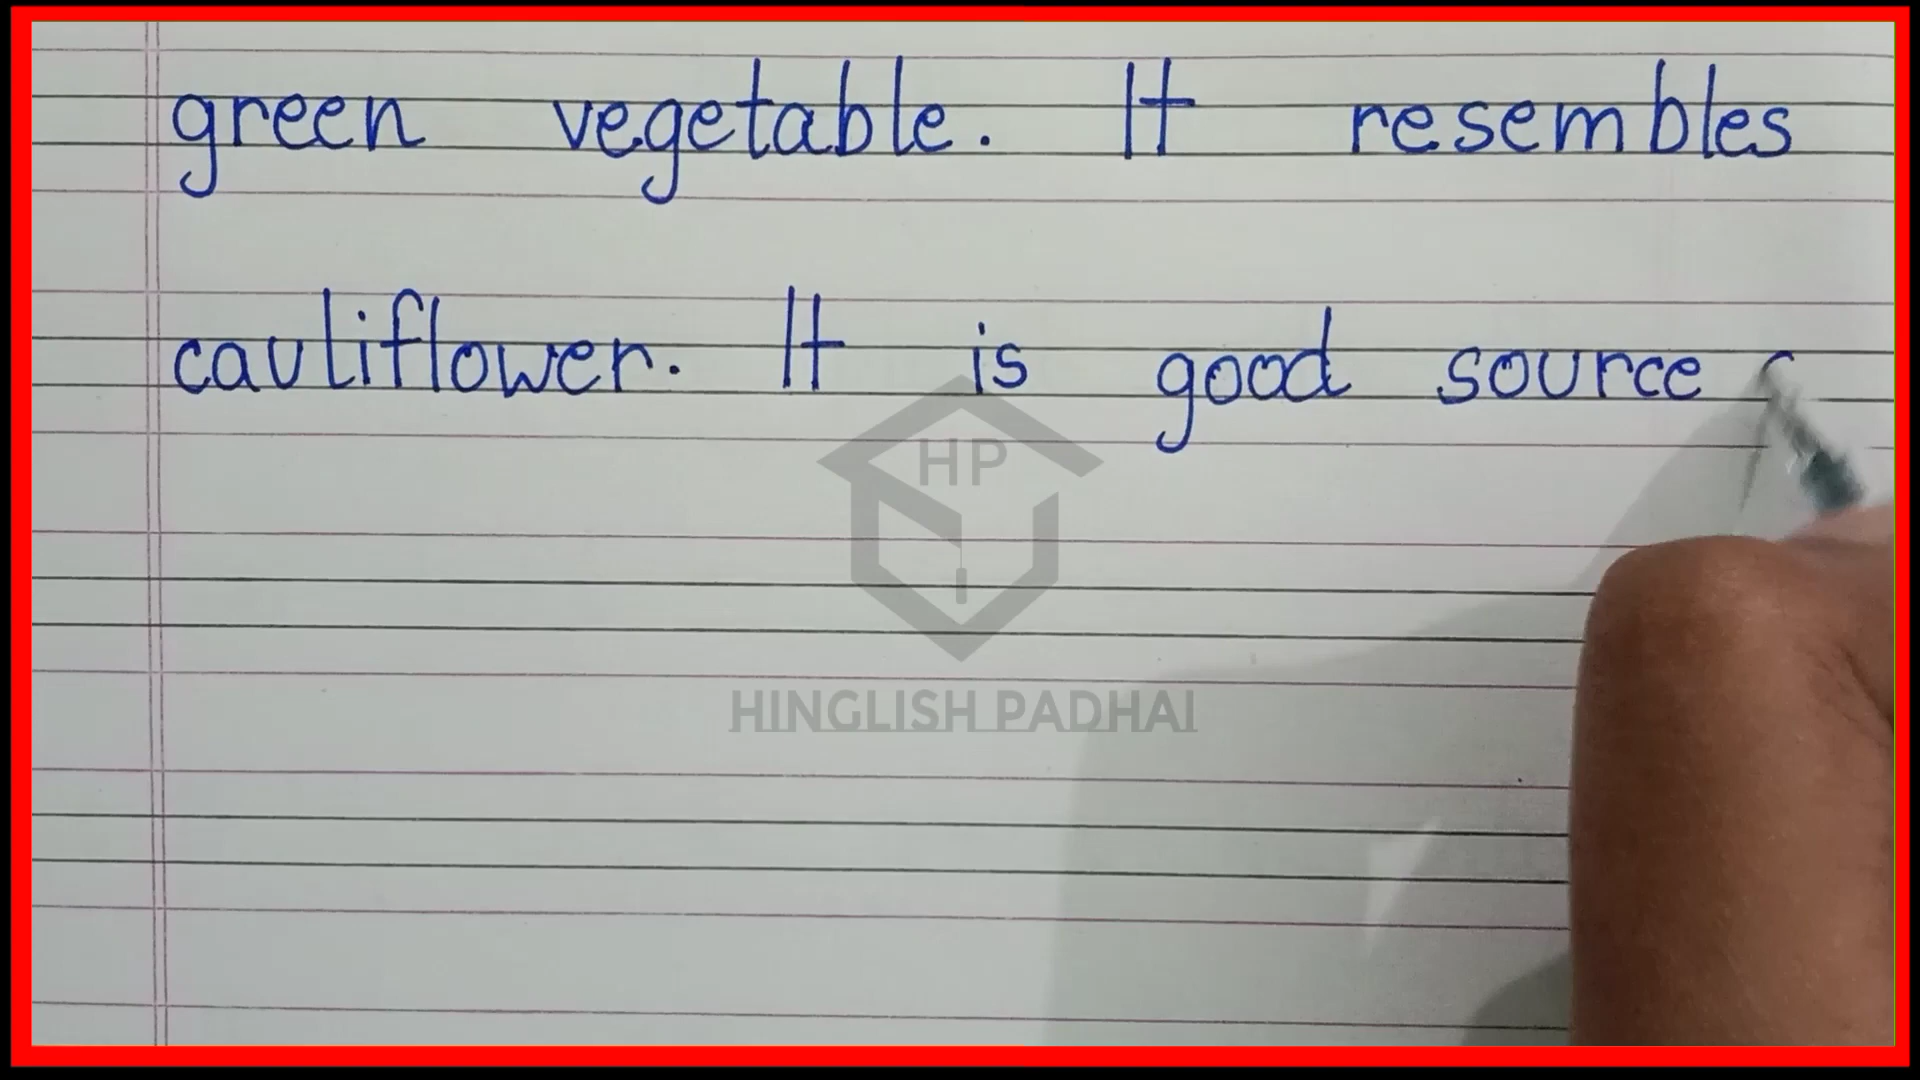 green vegetable. It resembles
cauliflower. It is good source
HP
HINGLISH PADHAI